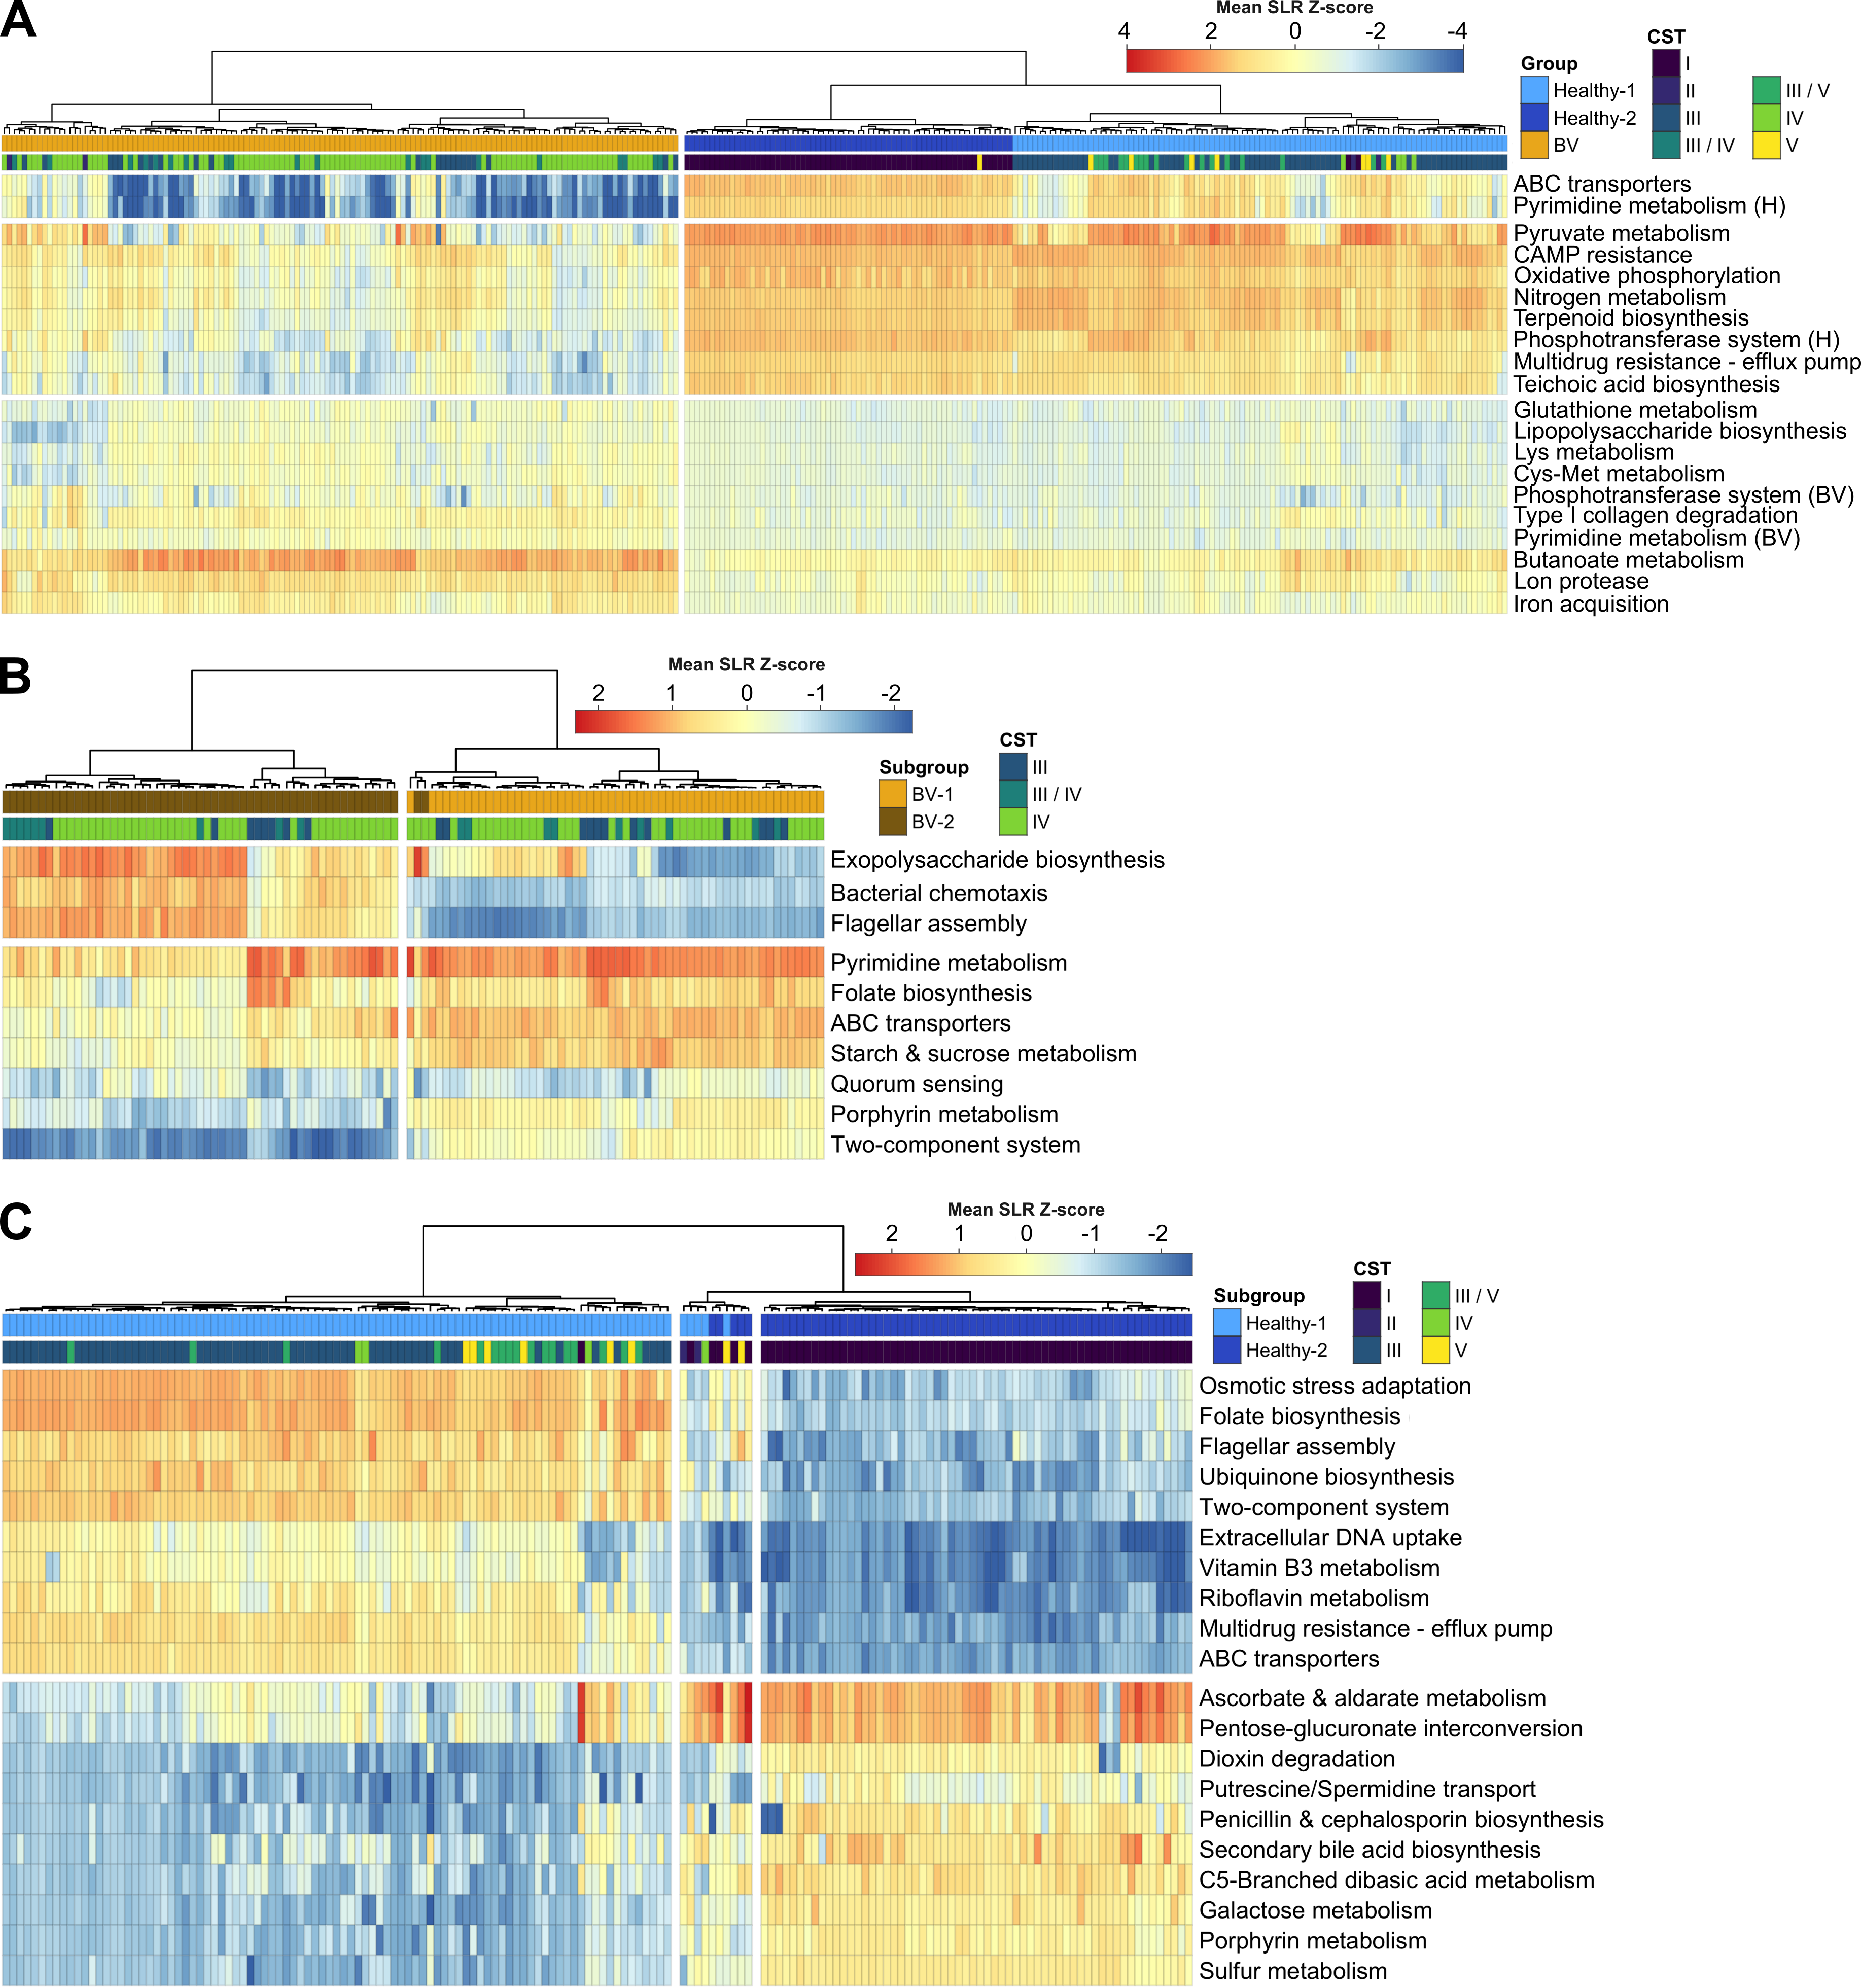 A
Mean SLR Z-score
4 2 0 -2 -4
Group
Healthy-1
Healthy-2
BV
CST
I
II
III
III / IV
III / V
IV
V
ABC transporters
Pyrimidine metabolism (H)
Pyruvate metabolism
CAMP resistance
Oxidative phosphorylation
Nitrogen metabolism
Terpenoid biosynthesis
Phosphotransferase system (H)
Multidrug resistance - efflux pump
Teichoic acid biosynthesis
Glutathione metabolism
Lipopolysaccharide biosynthesis
Lys metabolism
Cys-Met metabolism
Phosphotransferase system (BV)
Type I collagen degradation
Pyrimidine metabolism (BV)
Butanoate metabolism
Lon protease
Iron acquisition
B
Mean SLR Z-score
2 1 0 -1 -2
Subgroup
BV-1
BV-2
CST
III
III / IV
IV
Exopolysaccharide biosynthesis
Bacterial chemotaxis
Flagellar assembly
Pyrimidine metabolism
Folate biosynthesis
ABC transporters
Starch & sucrose metabolism
Quorum sensing
Porphyrin metabolism
Two-component system
C
Mean SLR Z-score
2 1 0 -1 -2
Subgroup
Healthy-1
Healthy-2
CST
I
II
III
III / V
IV
V
Osmotic stress adaptation
Folate biosynthesis
Flagellar assembly
Ubiquinone biosynthesis
Two-component system
Extracellular DNA uptake
Vitamin B3 metabolism
Riboflavin metabolism
Multidrug resistance - efflux pump
ABC transporters
Ascorbate & aldarate metabolism
Pentose-glucuronate interconversion
Dioxin degradation
Putrescine/Spermidine transport
Penicillin & cephalosporin biosynthesis
Secondary bile acid biosynthesis
C5-Branched dibasic acid metabolism
Galactose metabolism
Porphyrin metabolism
Sulfur metabolism